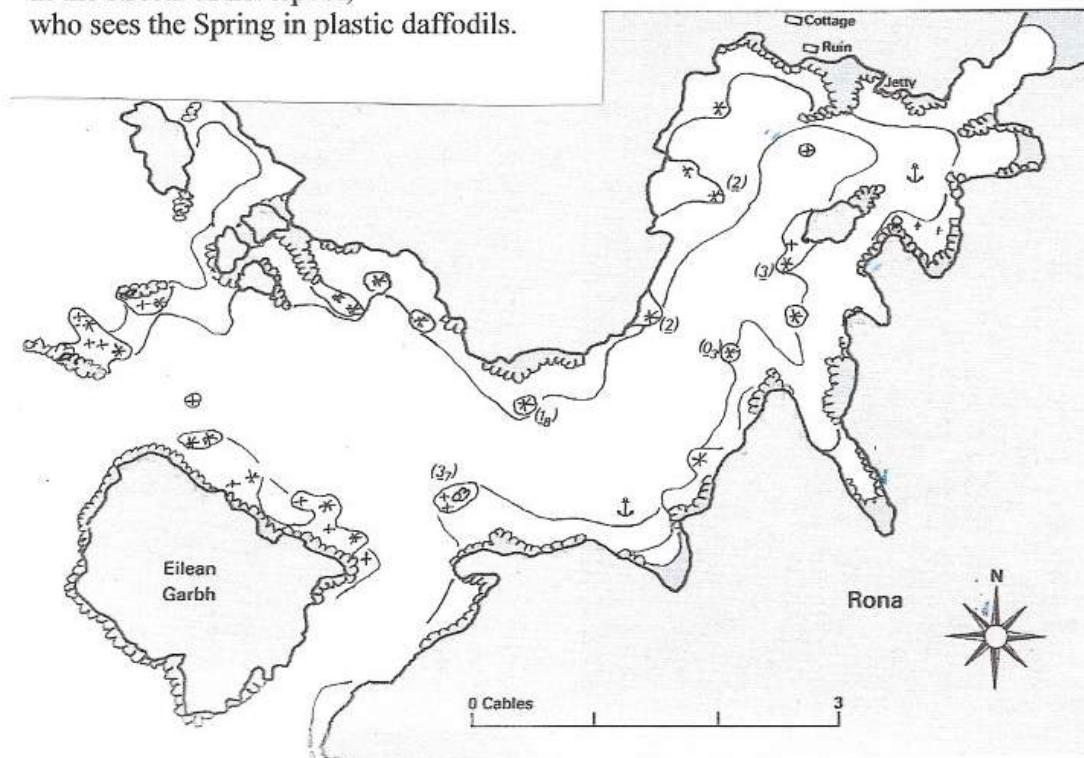 who sees the Spring in plastic daffodils.
Cottage
Ruin
Jetty
(2)
(3)
(2)
(0₃)
(1₈)
(3₇)
Eilean
Garbh
Rona
N
0 Cables 3